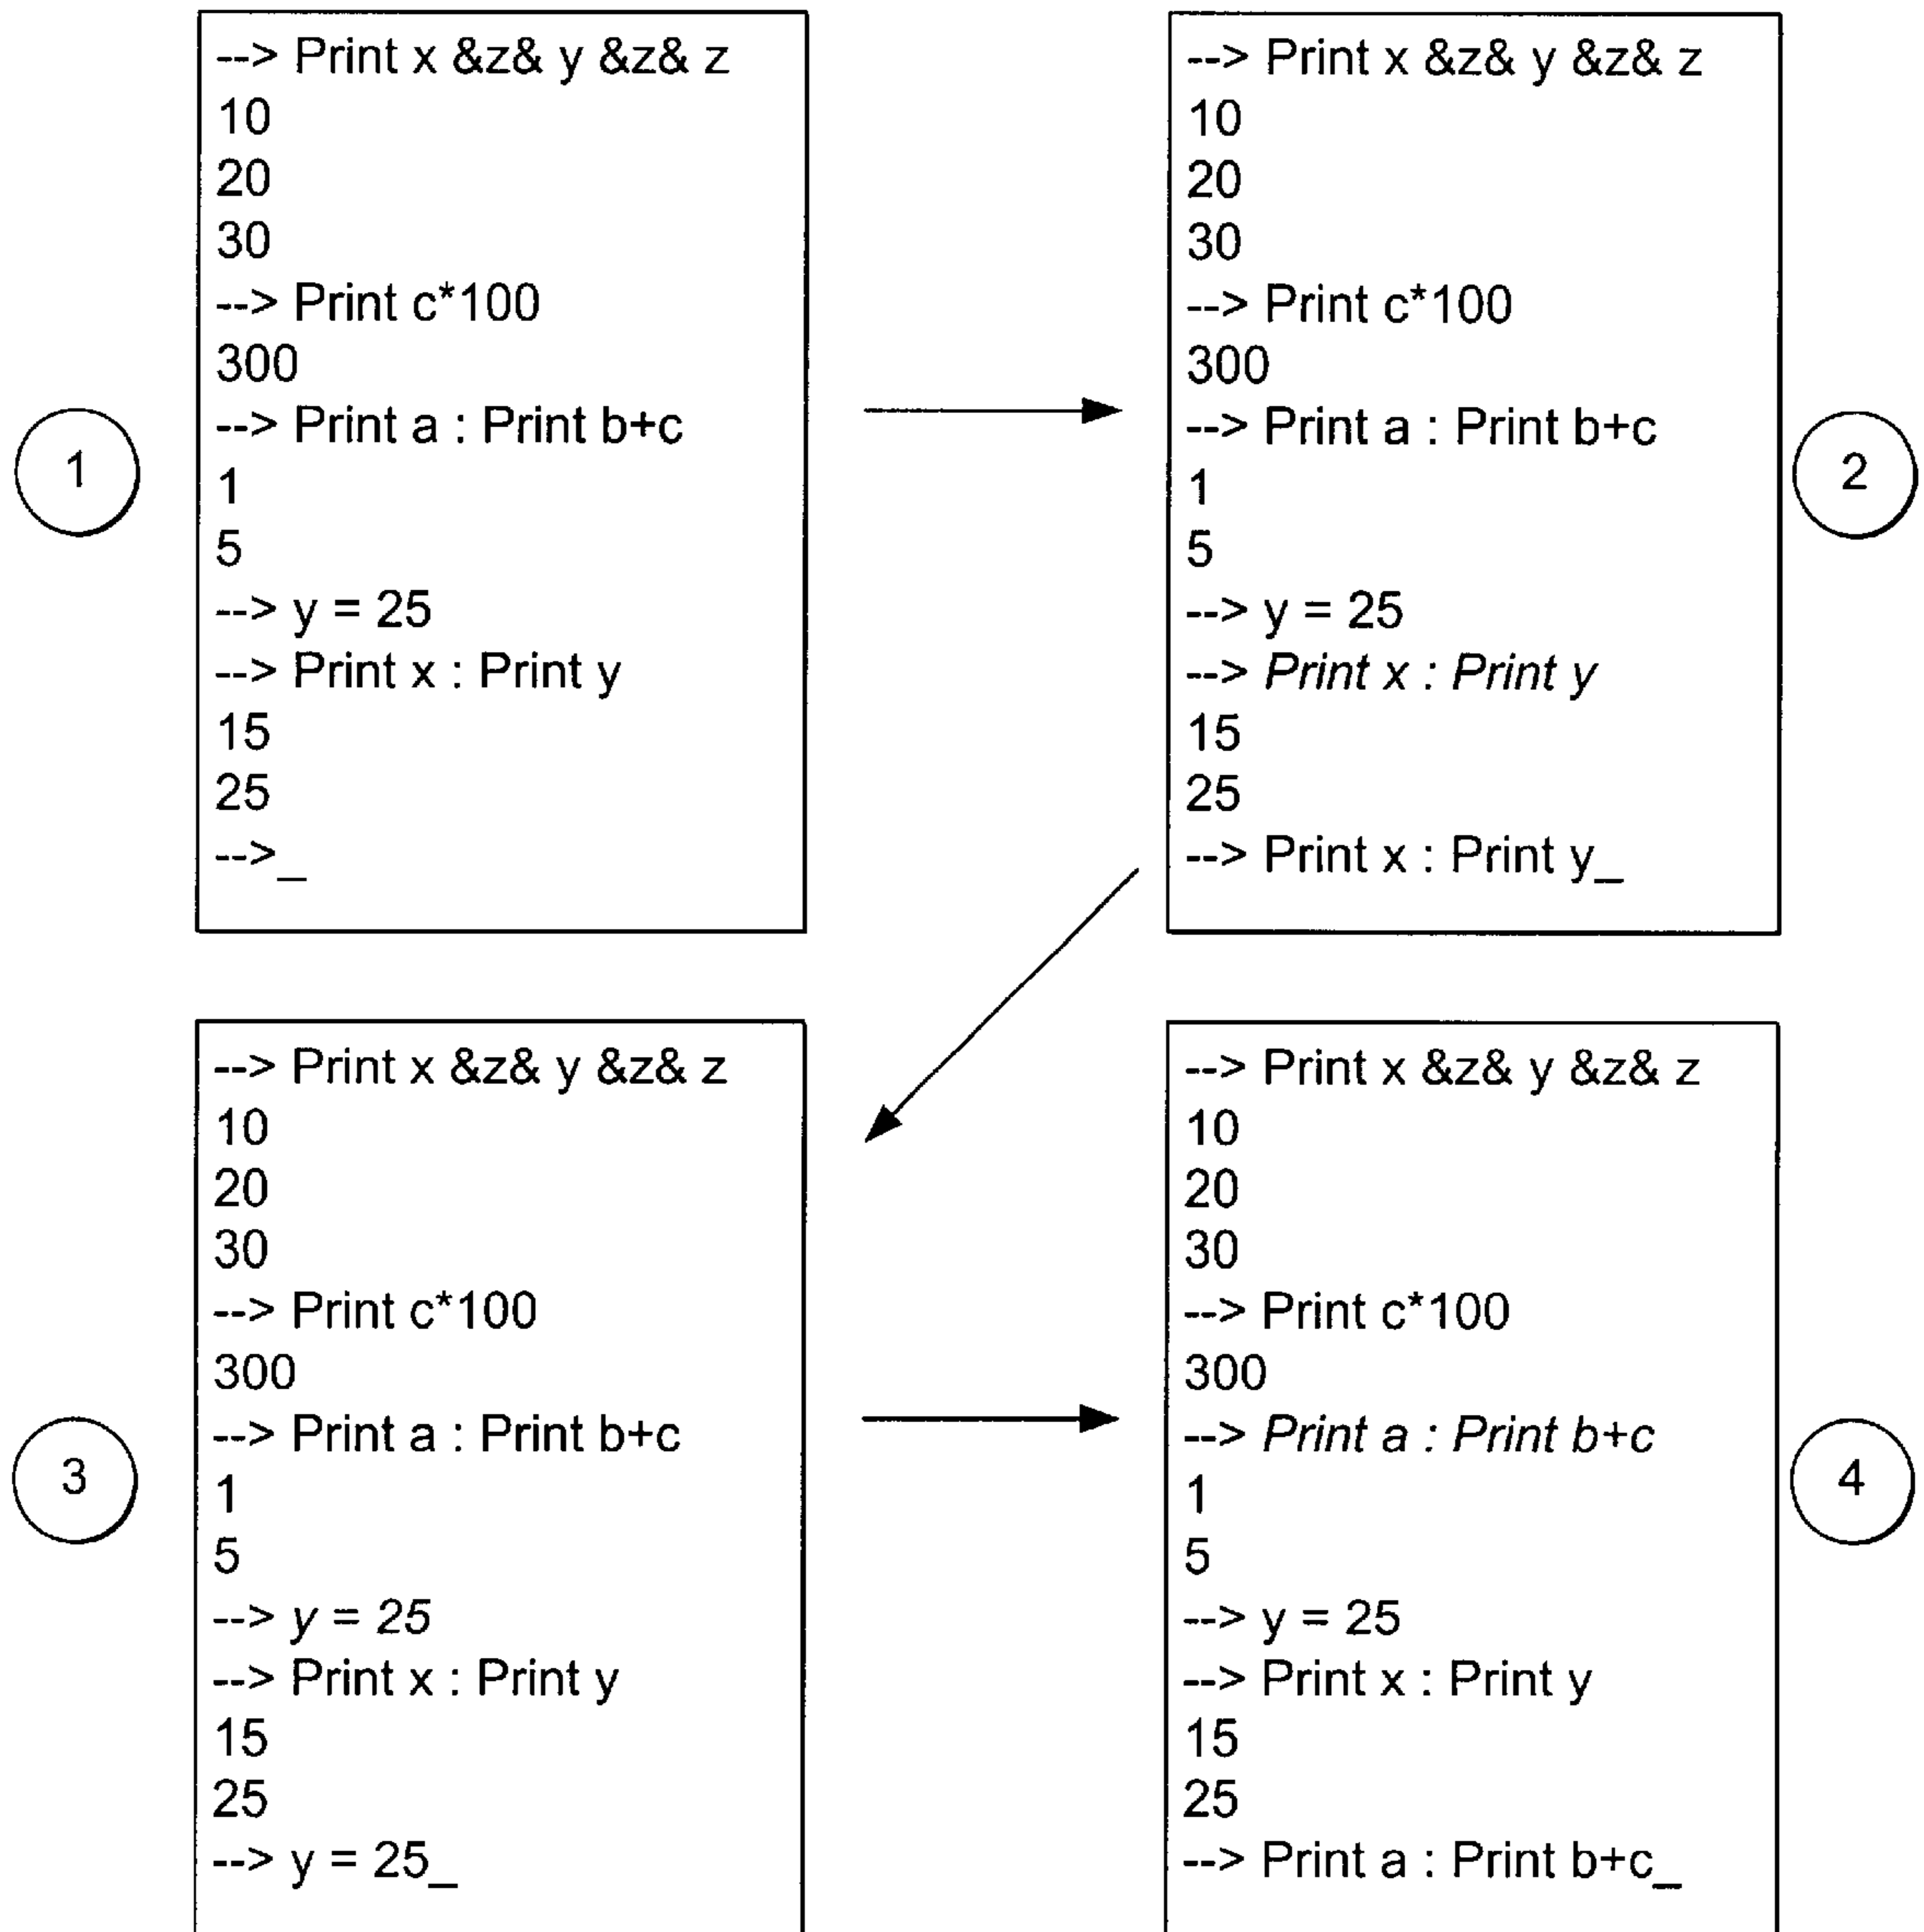 --> Print x &z& y &z& z
10
20
30
--> Print c*100
300
--> Print a : Print b+c
1
5
--> y = 25
--> Print x : Print y
15
25
-->_
1
--> Print x &z& y &z& z
10
20
30
--> Print c*100
300
--> Print a : Print b+c
1
5
--> y = 25
--> Print x : Print y
15
25
--> Print x : Print y_
2
--> Print x &z& y &z& z
10
20
30
--> Print c*100
300
--> Print a : Print b+c
1
5
--> y = 25
--> Print x : Print y
15
25
--> y = 25_
3
--> Print x &z& y &z& z
10
20
30
--> Print c*100
300
--> Print a : Print b+c
1
5
--> y = 25
--> Print x : Print y
15
25
--> Print a : Print b+c_
4